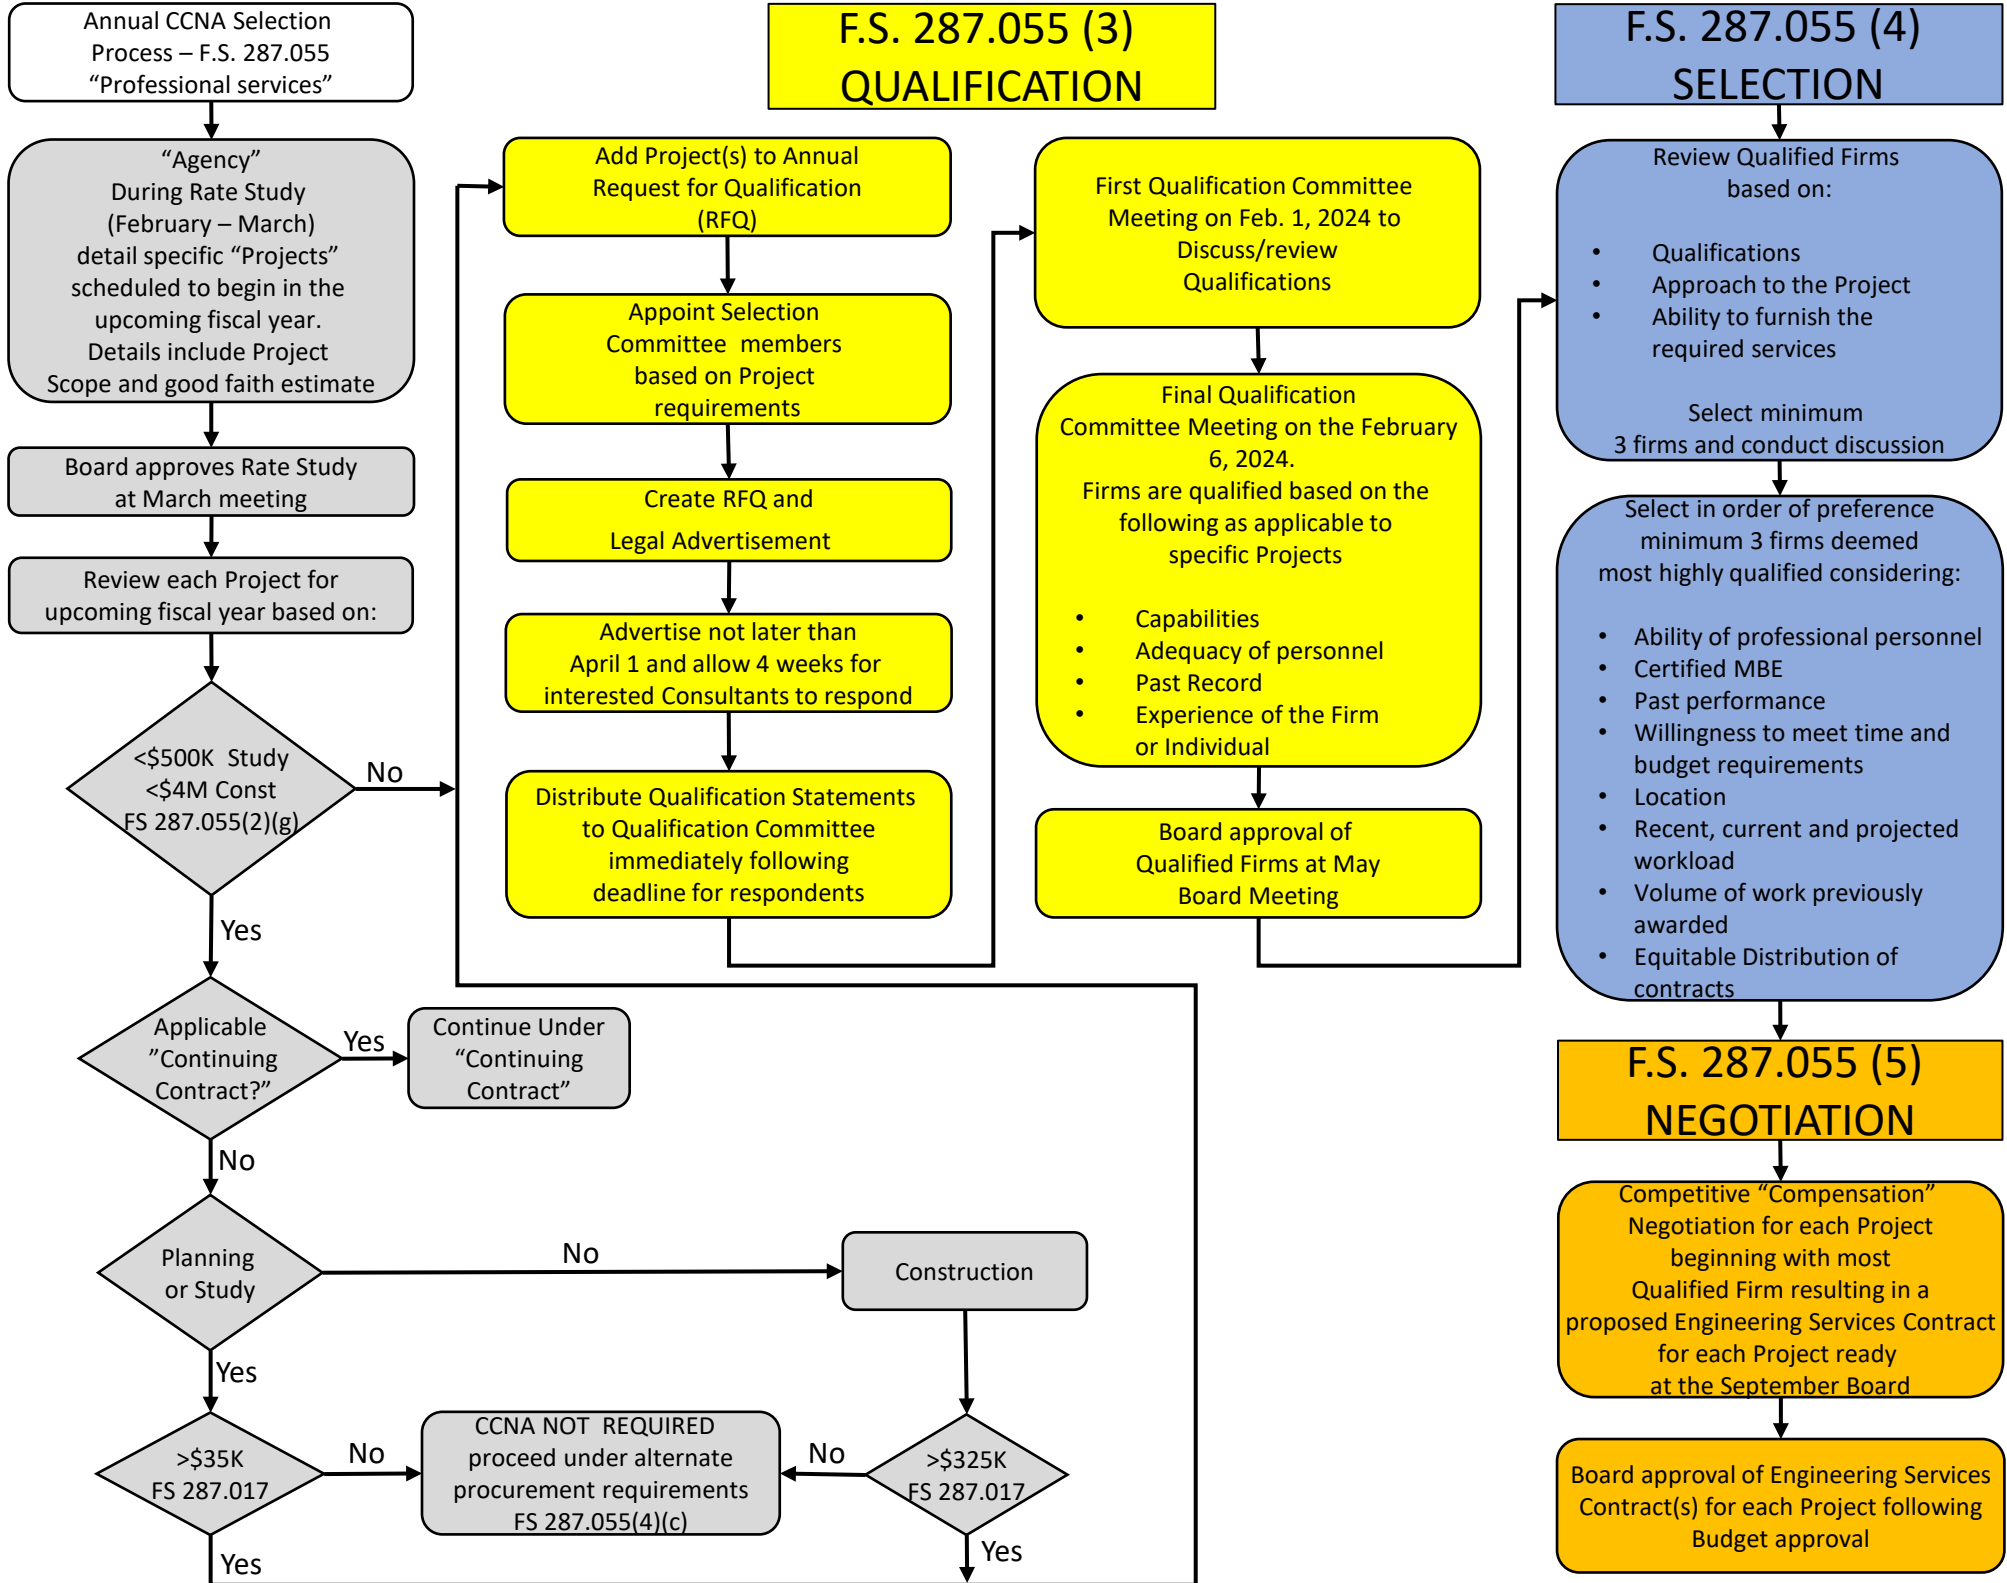 Annual CCNA Selection
Process – F.S. 287.055
“Professional services”
“Agency”
During Rate Study
(February – March)
detail specific “Projects”
scheduled to begin in the
upcoming fiscal year.
Details include Project
Scope and good faith estimate
Board approves Rate Study
at March meeting
Review each Project for
upcoming fiscal year based on:
<$500K Study
<$4M Const
FS 287.055(2)(g)
No
Yes
Applicable
”Continuing
Contract?”
Yes
Continue Under
“Continuing
Contract”
No
Planning
or Study
No
Construction
Yes
>$35K
FS 287.017
No
CCNA NOT REQUIRED
proceed under alternate
procurement requirements
FS 287.055(4)(c)
No
>$325K
FS 287.017
Yes
Yes
F.S. 287.055 (3)
QUALIFICATION
Add Project(s) to Annual
Request for Qualification
(RFQ)
Appoint Selection
Committee members
based on Project
requirements
Create RFQ and
Legal Advertisement
Advertise not later than
April 1 and allow 4 weeks for
interested Consultants to respond
Distribute Qualification Statements
to Qualification Committee
immediately following
deadline for respondents
First Qualification Committee
Meeting on Feb. 1, 2024 to
Discuss/review
Qualifications
Final Qualification
Committee Meeting on the February
6, 2024.
Firms are qualified based on the
following as applicable to
specific Projects
• Capabilities
• Adequacy of personnel
• Past Record
• Experience of the Firm
or Individual
Board approval of
Qualified Firms at May
Board Meeting
F.S. 287.055 (4)
SELECTION
Review Qualified Firms
based on:
• Qualifications
• Approach to the Project
• Ability to furnish the
required services
Select minimum
3 firms and conduct discussion
Select in order of preference
minimum 3 firms deemed
most highly qualified considering:
• Ability of professional personnel
• Certified MBE
• Past performance
• Willingness to meet time and
budget requirements
• Location
• Recent, current and projected
workload
• Volume of work previously
awarded
• Equitable Distribution of
contracts
F.S. 287.055 (5)
NEGOTIATION
Competitive “Compensation”
Negotiation for each Project
beginning with most
Qualified Firm resulting in a
proposed Engineering Services Contract
for each Project ready
at the September Board
Board approval of Engineering Services
Contract(s) for each Project following
Budget approval